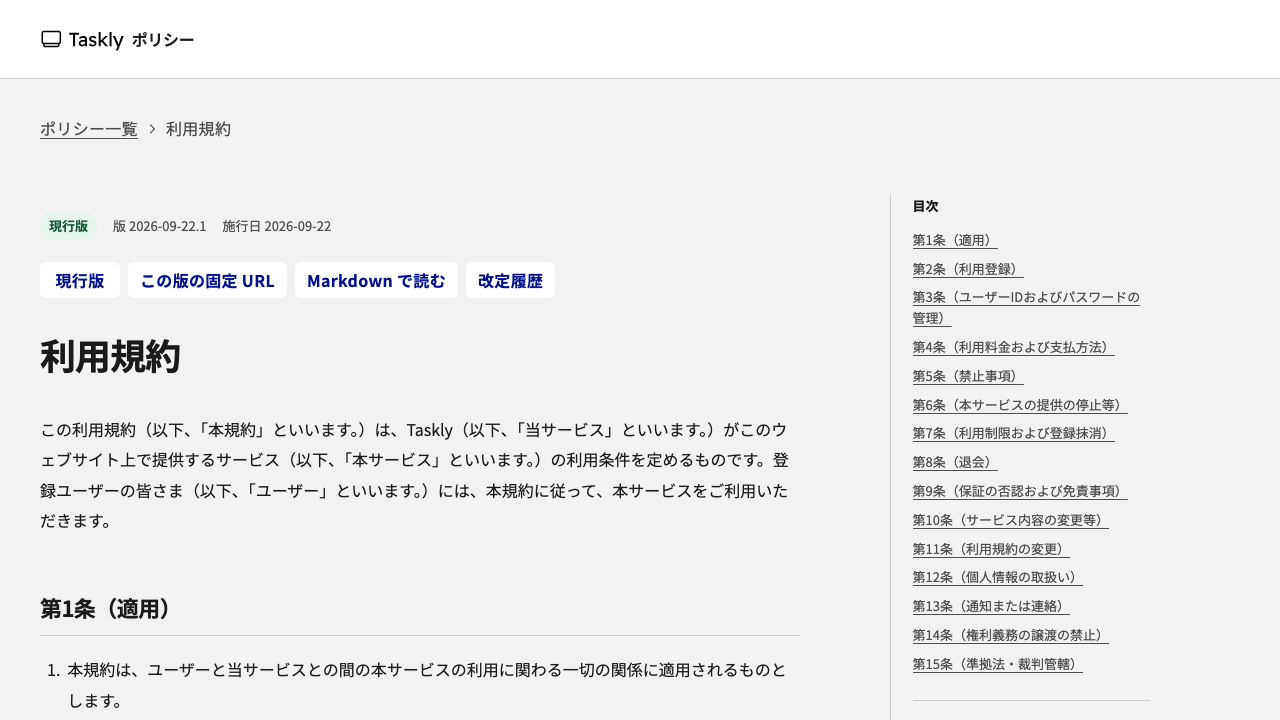 Taskly ポリシー
ポリシー一覧 > 利用規約
現行版 版 2026-09-22.1 施行日 2026-09-22
現行版 この版の固定 URL Markdown で読む 改定履歴
利用規約
この利用規約（以下、「本規約」といいます。）は、Taskly（以下、「当サービス」といいます。）がこのウ
ェブサイト上で提供するサービス（以下、「本サービス」といいます。）の利用条件を定めるものです。登
録ユーザーの皆さま（以下、「ユーザー」といいます。）には、本規約に従って、本サービスをご利用いた
だきます。
第1条（適用）
1. 本規約は、ユーザーと当サービスとの間の本サービスの利用に関わる一切の関係に適用されるものと
します。
目次
第1条（適用）
第2条（利用登録）
第3条（ユーザーIDおよびパスワードの
管理）
第4条（利用料金および支払方法）
第5条（禁止事項）
第6条（本サービスの提供の停止等）
第7条（利用制限および登録抹消）
第8条（退会）
第9条（保証の否認および免責事項）
第10条（サービス内容の変更等）
第11条（利用規約の変更）
第12条（個人情報の取扱い）
第13条（通知または連絡）
第14条（権利義務の譲渡の禁止）
第15条（準拠法・裁判管轄）